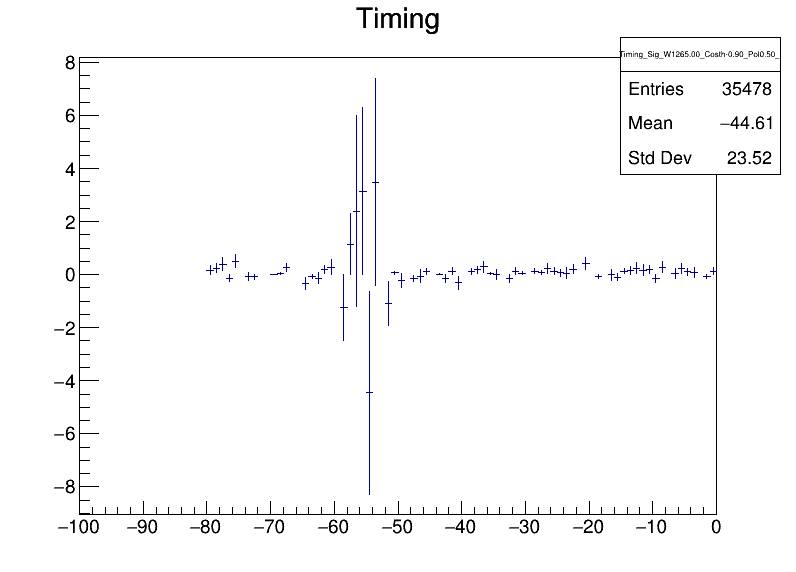 Timing
Timing_Sig_W1265.00_Costh-0.90_Pol0.50_
Entries 35478
Mean −44.61
Std Dev 23.52
8
6
4
2
0
−2
−4
−6
−8
−100 −90 −80 −70 −60 −50 −40 −30 −20 −10 0